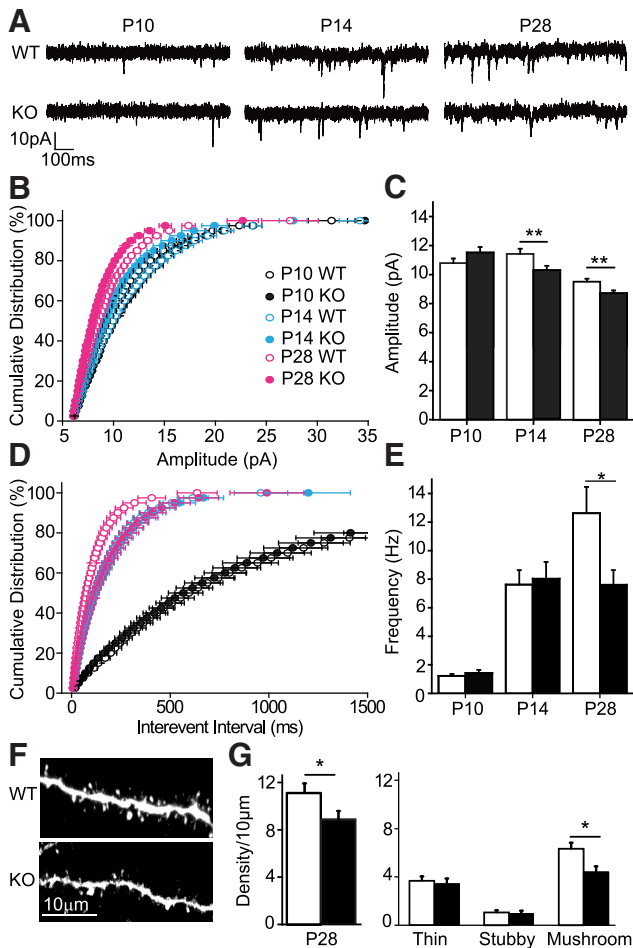 A
P10
P14
P28
WT
KO
10pA
100ms
B
Cumulative Distribution (%)
100
80
60
40
20
0
5
10
15
20
25
30
35
Amplitude (pA)
P10 WT
P10 KO
P14 WT
P14 KO
P28 WT
P28 KO
C
Amplitude (pA)
14
12
10
8
6
4
2
0
**
**
P10
P14
P28
D
Cumulative Distribution (%)
100
80
60
40
20
0
0
500
1000
1500
Interevent Interval (ms)
E
Frequency (Hz)
14
12
10
8
6
4
2
0
*
P10
P14
P28
F
WT
KO
10µm
G
Density/10µm
12
8
4
0
*
P28
12
8
4
0
*
Thin
Stubby
Mushroom